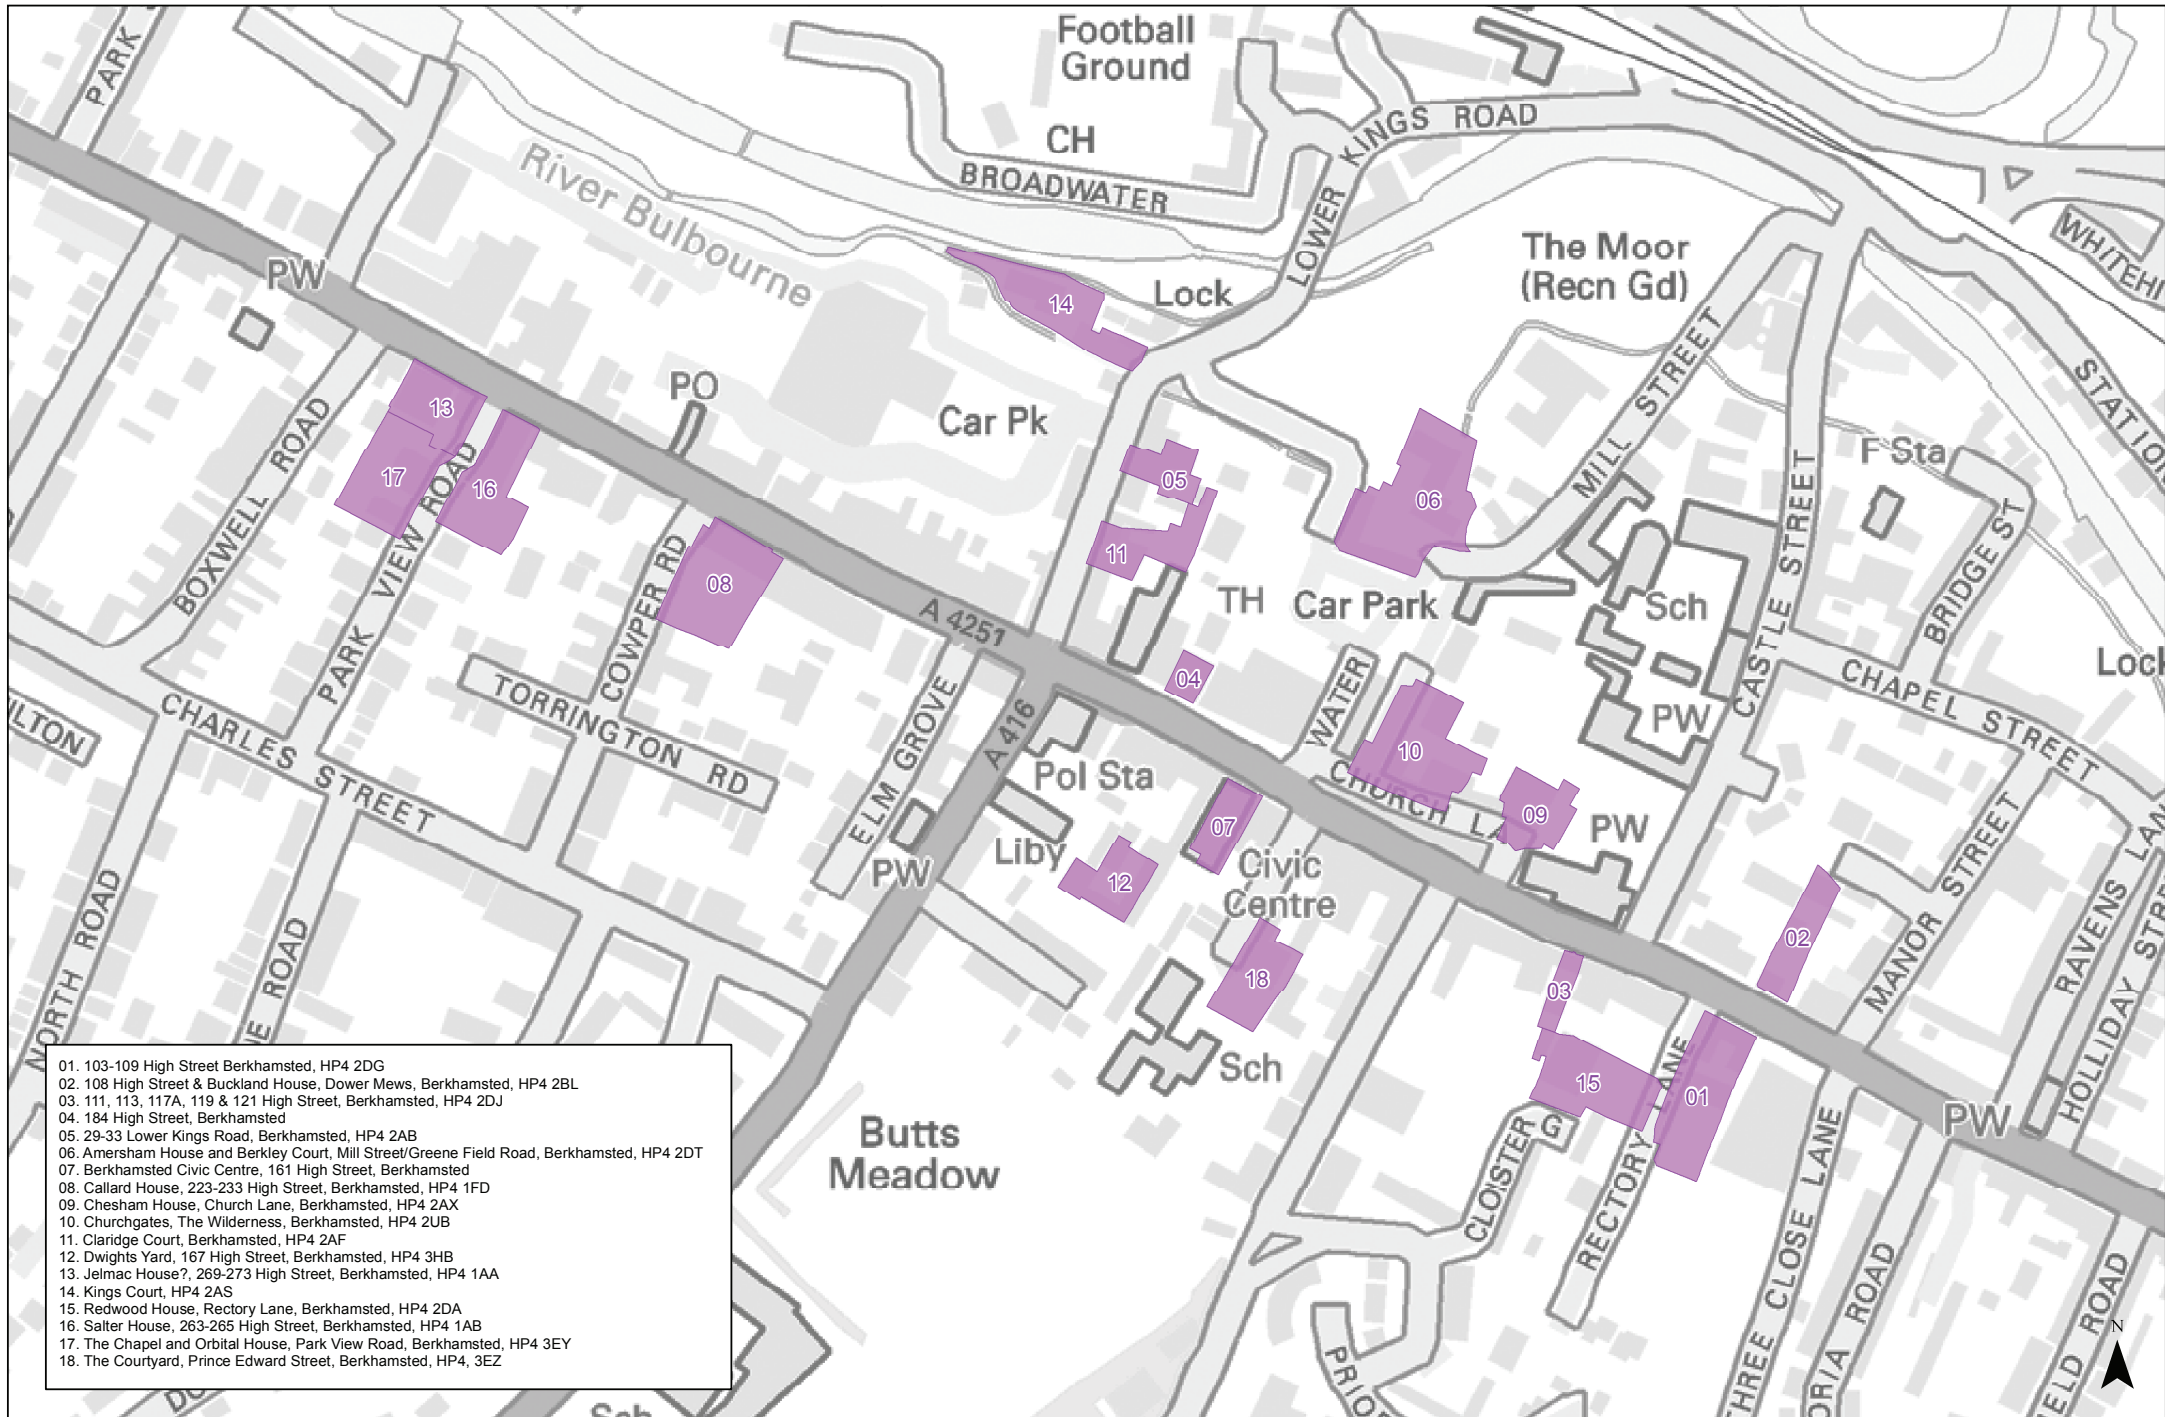 PARK
Football
Ground
CH
BROADWATER
LOWER KINGS ROAD
River Bulbourne
The Moor
(Recn Gd)
WHITEHI
PW
14
Lock
MILL STREET
STATION
PO
Car Pk
13
17
16
05
06
F Sta
BOXWELL ROAD
PARK VIEW ROAD
COWPER RD
08
11
CASTLE STREET
BRIDGE ST
A 4251
TH
Car Park
Sch
Lock
04
WATER
PW
CHAPEL STREET
ILTON
CHARLES STREET
TORRINGTON RD
ELM GROVE
A 416
Pol Sta
10
CHURCH LA
09
PW
07
Liby
PW
12
Civic
Centre
MANOR STREET
RAVENS LAN
HOLLIDAY STRE
02
03
18
NORTH ROAD
NE ROAD
Sch
15
RECTORY LANE
01
Butts
Meadow
CLOISTER G
THREE CLOSE LANE
PW
ORIA ROAD
IELD ROAD
PRIOR
N
01. 103-109 High Street Berkhamsted, HP4 2DG
02. 108 High Street & Buckland House, Dower Mews, Berkhamsted, HP4 2BL
03. 111, 113, 117A, 119 & 121 High Street, Berkhamsted, HP4 2DJ
04. 184 High Street, Berkhamsted
05. 29-33 Lower Kings Road, Berkhamsted, HP4 2AB
06. Amersham House and Berkley Court, Mill Street/Greene Field Road, Berkhamsted, HP4 2DT
07. Berkhamsted Civic Centre, 161 High Street, Berkhamsted
08. Callard House, 223-233 High Street, Berkhamsted, HP4 1FD
09. Chesham House, Church Lane, Berkhamsted, HP4 2AX
10. Churchgates, The Wilderness, Berkhamsted, HP4 2UB
11. Claridge Court, Berkhamsted, HP4 2AF
12. Dwights Yard, 167 High Street, Berkhamsted, HP4 3HB
13. Jelmac House?, 269-273 High Street, Berkhamsted, HP4 1AA
14. Kings Court, HP4 2AS
15. Redwood House, Rectory Lane, Berkhamsted, HP4 2DA
16. Salter House, 263-265 High Street, Berkhamsted, HP4 1AB
17. The Chapel and Orbital House, Park View Road, Berkhamsted, HP4 3EY
18. The Courtyard, Prince Edward Street, Berkhamsted, HP4, 3EZ